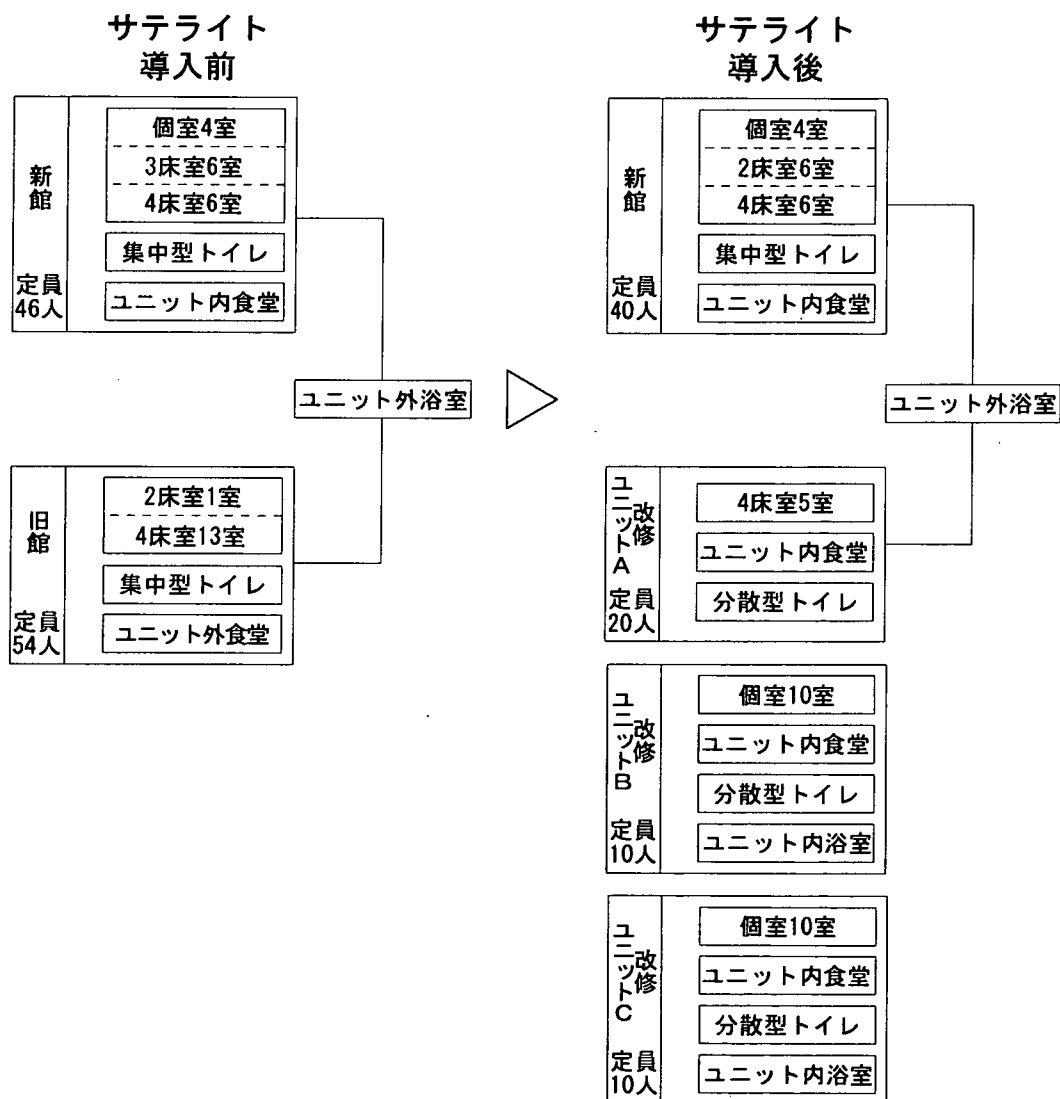 サテライト
導入前
新館
定員
46人
個室4室
3床室6室
4床室6室
集中型トイレ
ユニット内食堂
ユニット外浴室
旧館
定員
54人
2床室1室
4床室13室
集中型トイレ
ユニット外食堂
サテライト
導入後
新館
定員
40人
個室4室
2床室6室
4床室6室
集中型トイレ
ユニット内食堂
ユニット外浴室
改修
ユニットA
定員
20人
4床室5室
ユニット内食堂
分散型トイレ
改修
ユニットB
定員
10人
個室10室
ユニット内食堂
分散型トイレ
ユニット内浴室
改修
ユニットC
定員
10人
個室10室
ユニット内食堂
分散型トイレ
ユニット内浴室